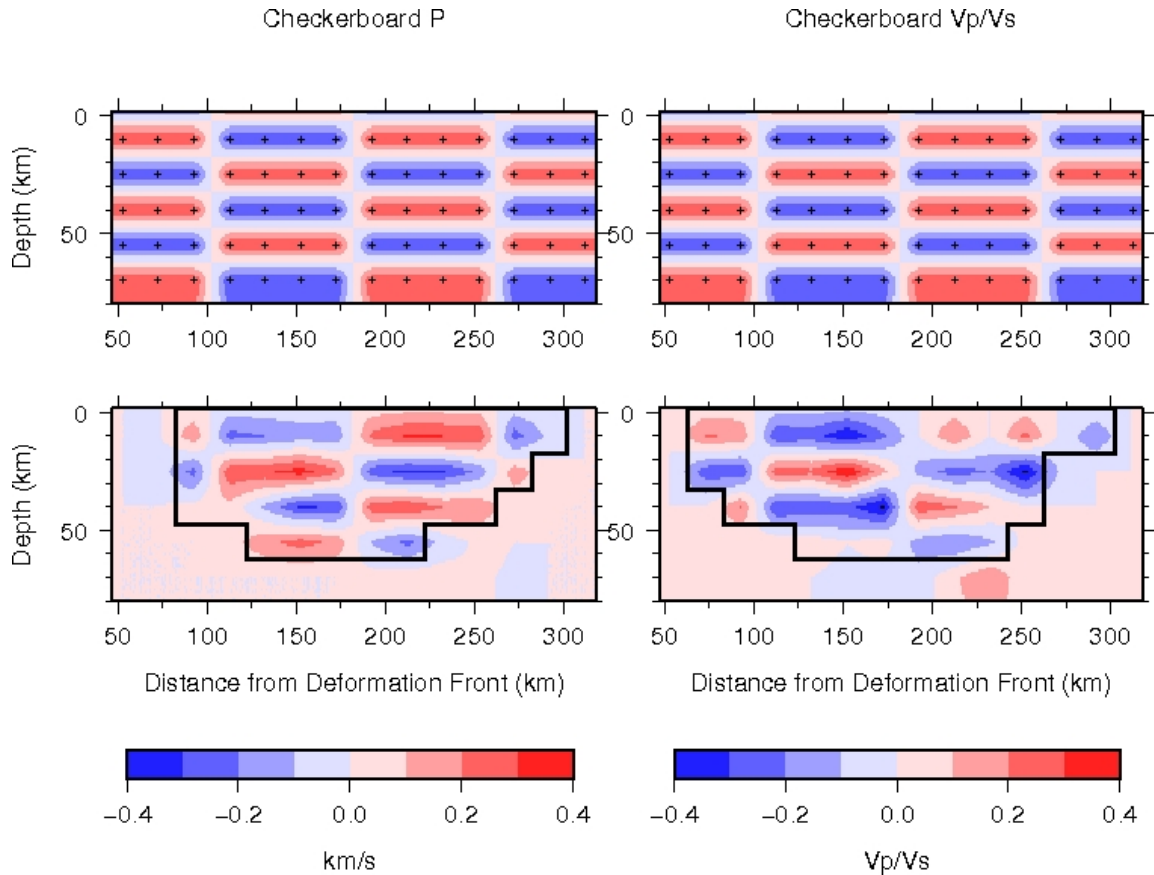 Checkerboard P
Checkerboard Vp/Vs
0
50
Depth (km)
50 100 150 200 250 300
0
50
50 100 150 200 250 300
0
50
Depth (km)
50 100 150 200 250 300
Distance from Deformation Front (km)
0
50
50 100 150 200 250 300
Distance from Deformation Front (km)
−0.4 −0.2 0.0 0.2 0.4
km/s
−0.4 −0.2 0.0 0.2 0.4
Vp/Vs